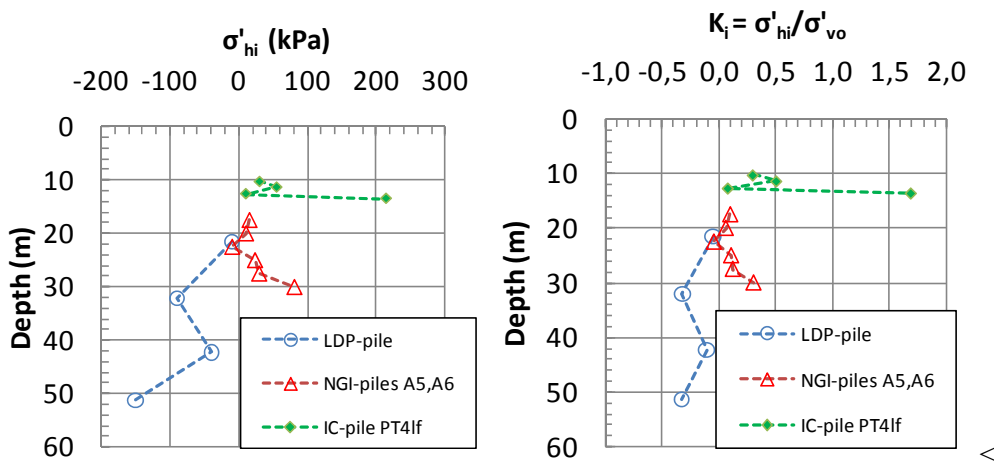 σ'hi (kPa)
-200 -100 0 100 200 300
0
10
20
30
40
50
60
Depth (m)
LDP-pile
NGI-piles A5,A6
IC-pile PT4lf
Ki = σ'hi/σ'vo
-1,0 -0,5 0,0 0,5 1,0 1,5 2,0
0
10
20
30
40
50
60
Depth (m)
LDP-pile
NGI-piles A5,A6
IC-pile PT4lf
<